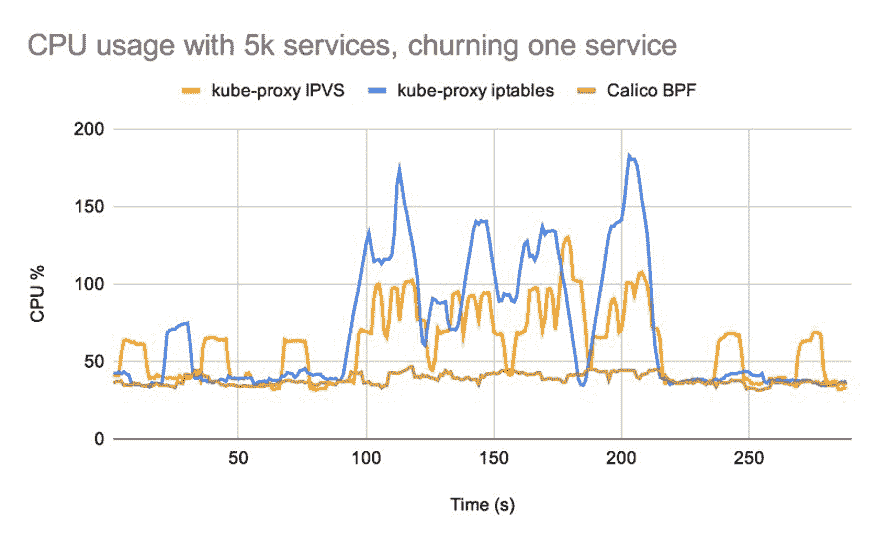 CPU usage with 5k services, churning one service
kube-proxy IPVS kube-proxy iptables Calico BPF
200
150
100
50
0
CPU %
50 100 150 200 250
Time (s)